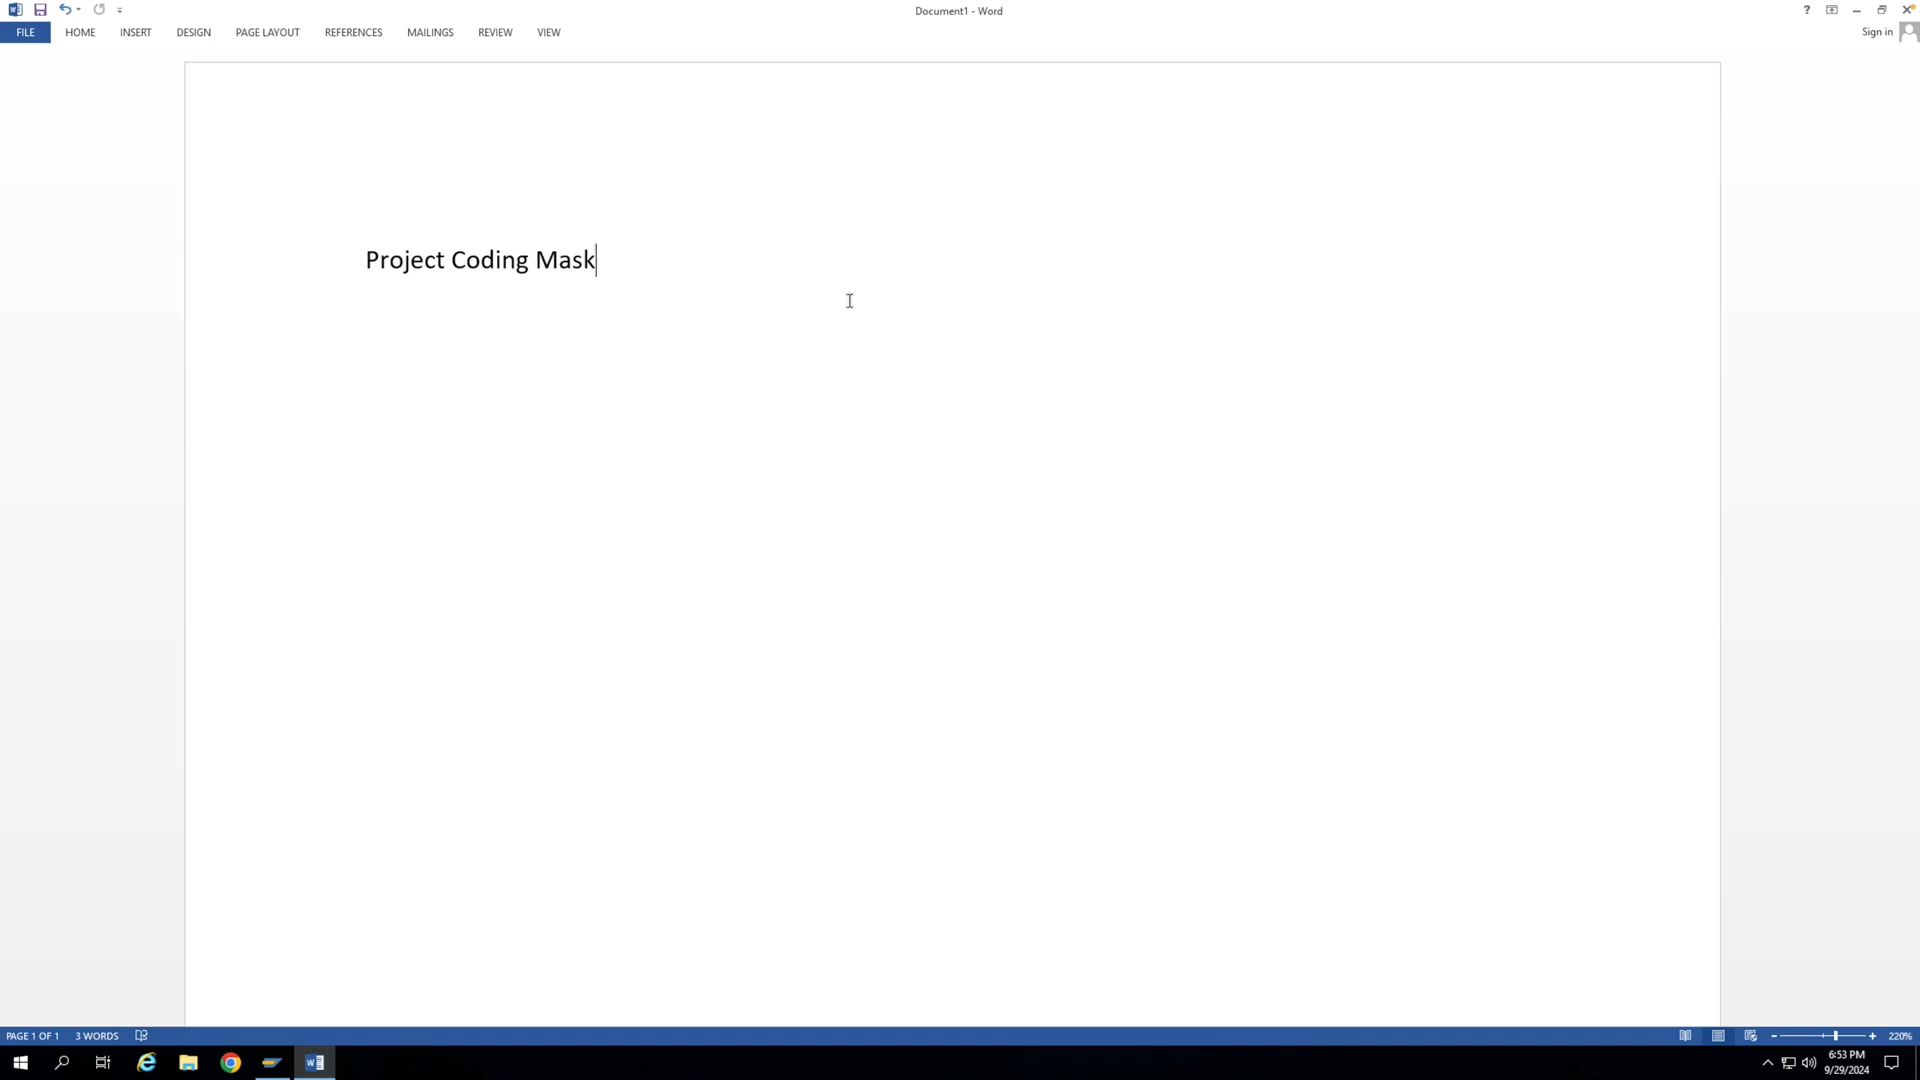 Document1 - Word
?
FILE HOME INSERT DESIGN PAGE LAYOUT REFERENCES MAILINGS REVIEW VIEW Sign in
Project Coding Mask
PAGE 1 OF 1 3 WORDS 220%
6:53 PM
9/29/2024